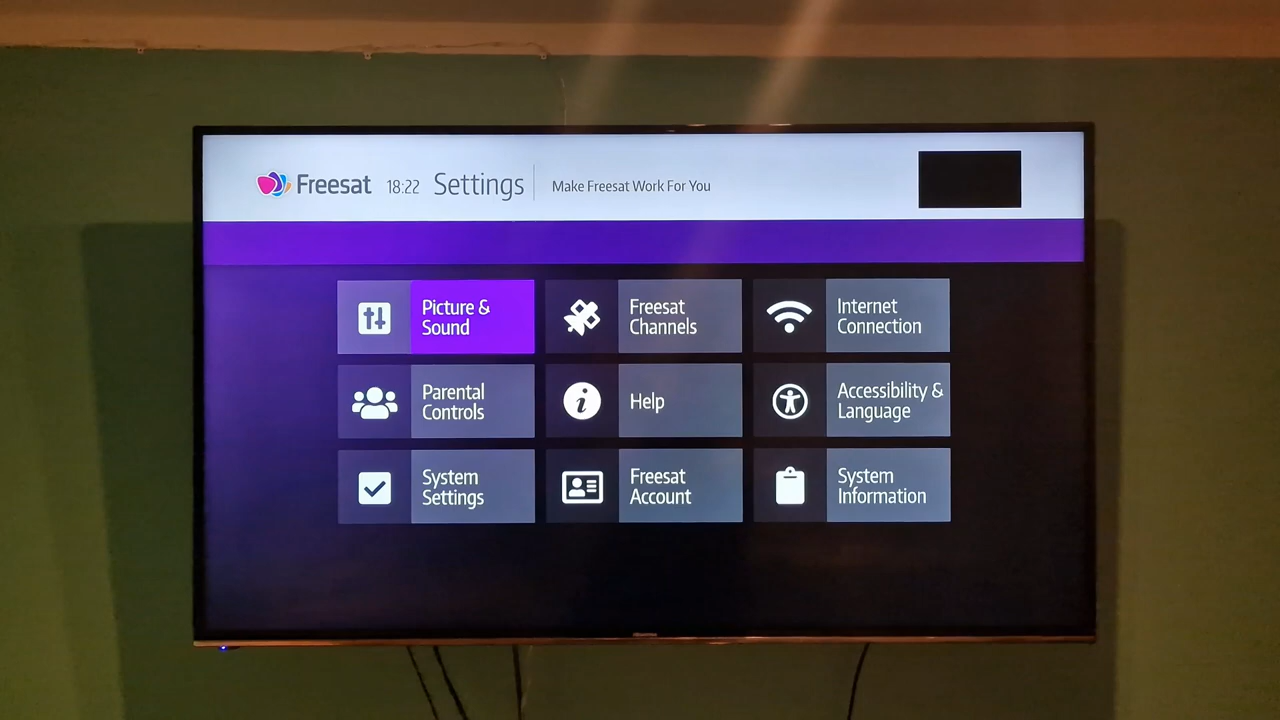 Freesat 18:22 Settings Make Freesat Work For You
Picture &
Sound
Freesat
Channels
Internet
Connection
Parental
Controls
Help
Accessibility &
Language
System
Settings
Freesat
Account
System
Information